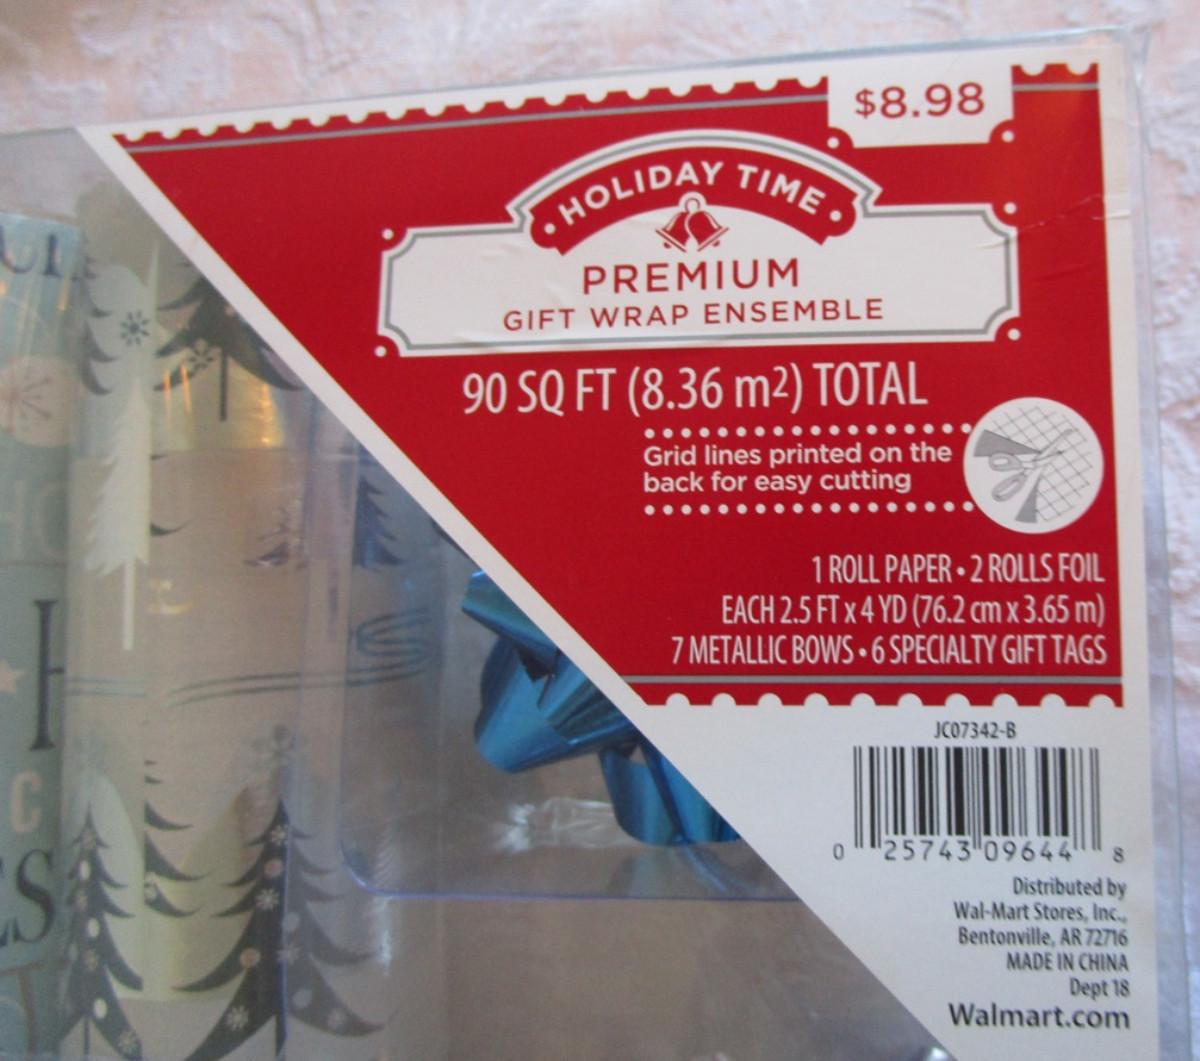 $8.98
HOLIDAY TIME
PREMIUM
GIFT WRAP ENSEMBLE
90 SQ FT (8.36 m2) TOTAL
Grid lines printed on the
back for easy cutting
1 ROLL PAPER • 2 ROLLS FOIL
EACH 2.5 FT x 4 YD (76.2 cm x 3.65 m)
7 METALLIC BOWS • 6 SPECIALTY GIFT TAGS
JC07342-B
0 25743 09644 8
Distributed by
Wal-Mart Stores, Inc.,
Bentonville, AR 72716
MADE IN CHINA
Dept 18
Walmart.com